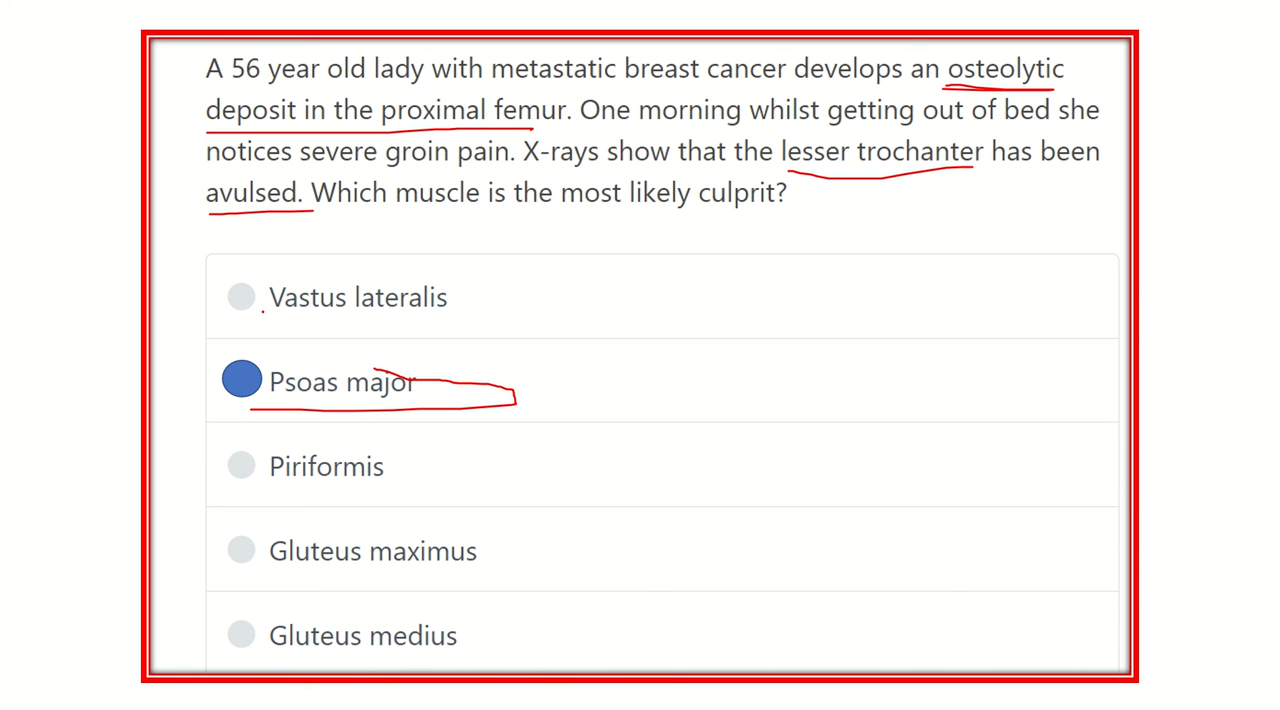 A 56 year old lady with metastatic breast cancer develops an osteolytic
deposit in the proximal femur. One morning whilst getting out of bed she
notices severe groin pain. X-rays show that the lesser trochanter has been
avulsed. Which muscle is the most likely culprit?
Vastus lateralis
Psoas major
Piriformis
Gluteus maximus
Gluteus medius